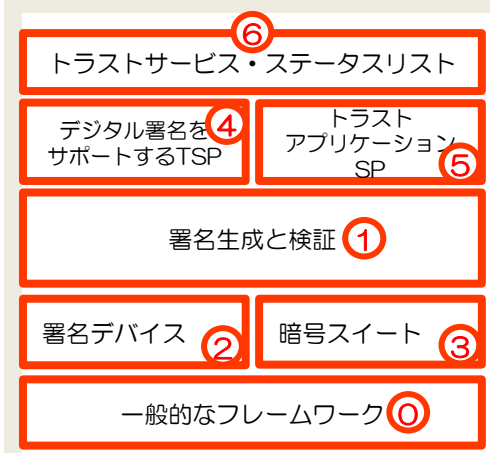 ⑥
トラストサービス・ステータスリスト
デジタル署名を④
サポートするTSP
トラスト
アプリケーション
SP ⑤
署名生成と検証 ①
署名デバイス ②
暗号スイート ③
一般的なフレームワーク⓪